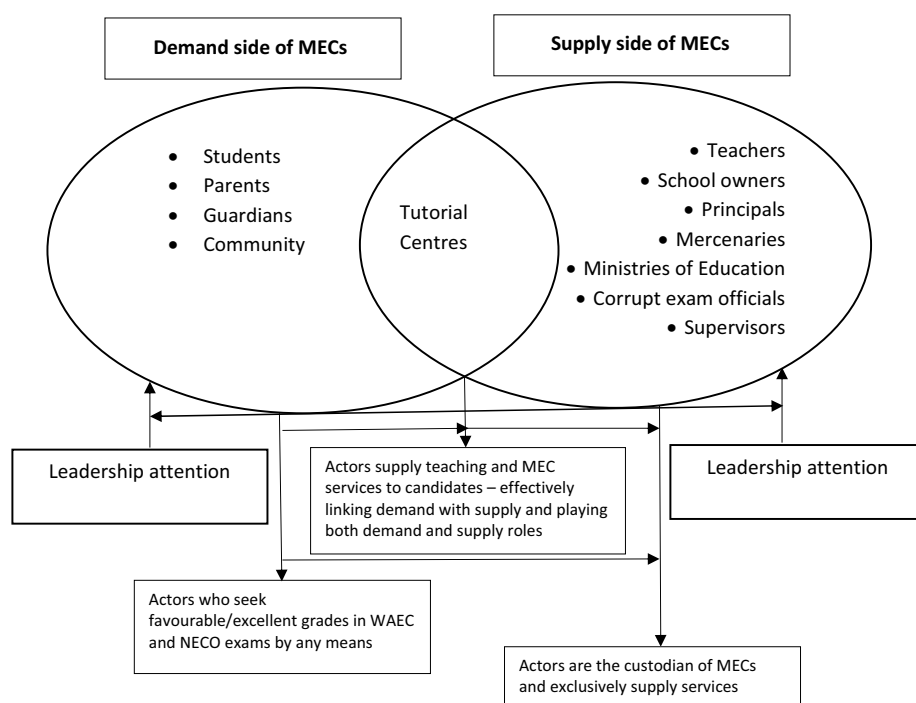 Demand side of MECs
Supply side of MECs
• Students
• Parents
• Guardians
• Community
Tutorial
Centres
• Teachers
• School owners
• Principals
• Mercenaries
• Ministries of Education
• Corrupt exam officials
• Supervisors
Leadership attention
Actors supply teaching and MEC
services to candidates – effectively
linking demand with supply and playing
both demand and supply roles
Leadership attention
Actors who seek
favourable/excellent grades in WAEC
and NECO exams by any means
Actors are the custodian of MECs
and exclusively supply services